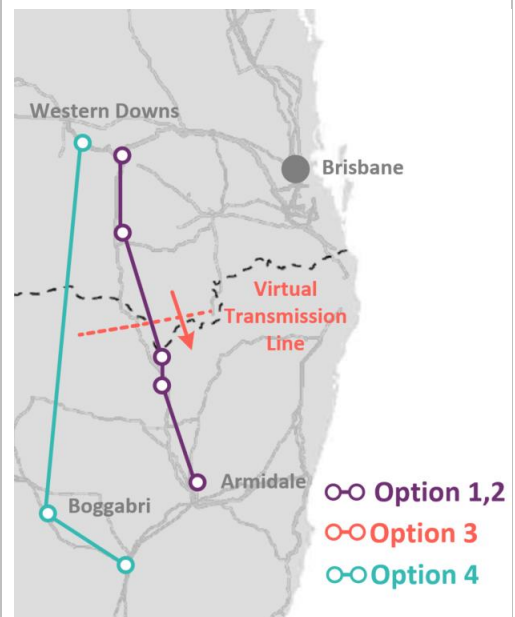 Western Downs
Brisbane
Virtual
Transmission
Line
Armidale
Boggabri
Option 1,2
Option 3
Option 4